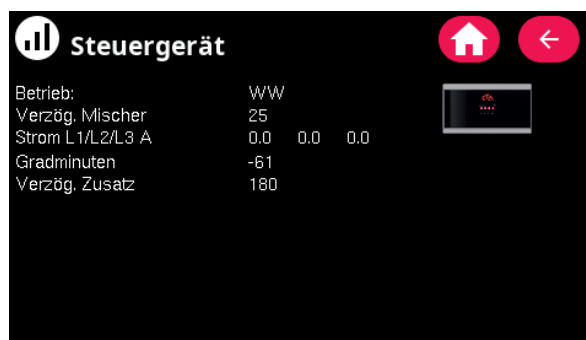 Steuergerät
Betrieb: WW
Verzög. Mischer 25
Strom L1/L2/L3 A 0.0 0.0 0.0
Gradminuten -61
Verzög. Zusatz 180